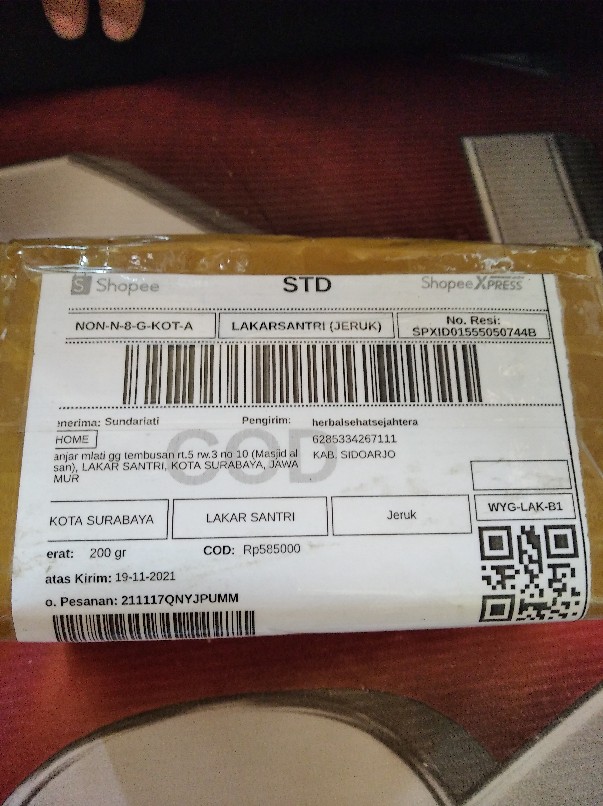 S Shopee
STD
Shopee XPRESS
NON-N-8-G-KOT-A
LAKARSANTRI (JERUK)
No. Resi:
SPXID01555050744B
enerima: Sundariati
Pengirim: herbalsehatsejahtera
HOME
6285334267111
anjar mlati gg tembusan rt.5 rw.3 no 10 (Masjid al
KAB. SIDOARJO
san), LAKAR SANTRI, KOTA SURABAYA, JAWA
MUR
COD
KOTA SURABAYA
LAKAR SANTRI
Jeruk
WYG-LAK-B1
erat: 200 gr
COD: Rp585000
atas Kirim: 19-11-2021
o. Pesanan: 211117QNYJPUMM